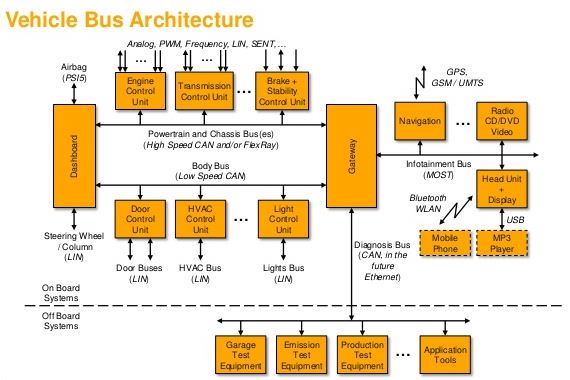 Vehicle Bus Architecture
Analog, PWM, Frequency, LIN, SENT,...
Airbag
(PSI5)
...
...
...
Engine
Control
Unit
Transmission
Control Unit
...
Brake +
Stability
Control Unit
GPS,
GSM / UMTS
Navigation
...
Radio
CD/DVD
Video
Dashboard
Powertrain and Chassis Bus(es)
(High Speed CAN and/or FlexRay)
Gateway
Infotainment Bus
(MOST)
Body Bus
(Low Speed CAN)
Head Unit
+
Display
Bluetooth
WLAN
USB
Door
Control
Unit
HVAC
Control
Unit
...
Light
Control
Unit
Mobile
Phone
MP3
Player
Steering Wheel
/ Column
(LIN)
Door Buses
(LIN)
HVAC Bus
(LIN)
Lights Bus
(LIN)
Diagnosis Bus
(CAN, in the
future
Ethernet)
On Board
Systems
Off Board
Systems
Garage
Test
Equipment
Emission
Test
Equipment
Production
Test
Equipment
...
Application
Tools